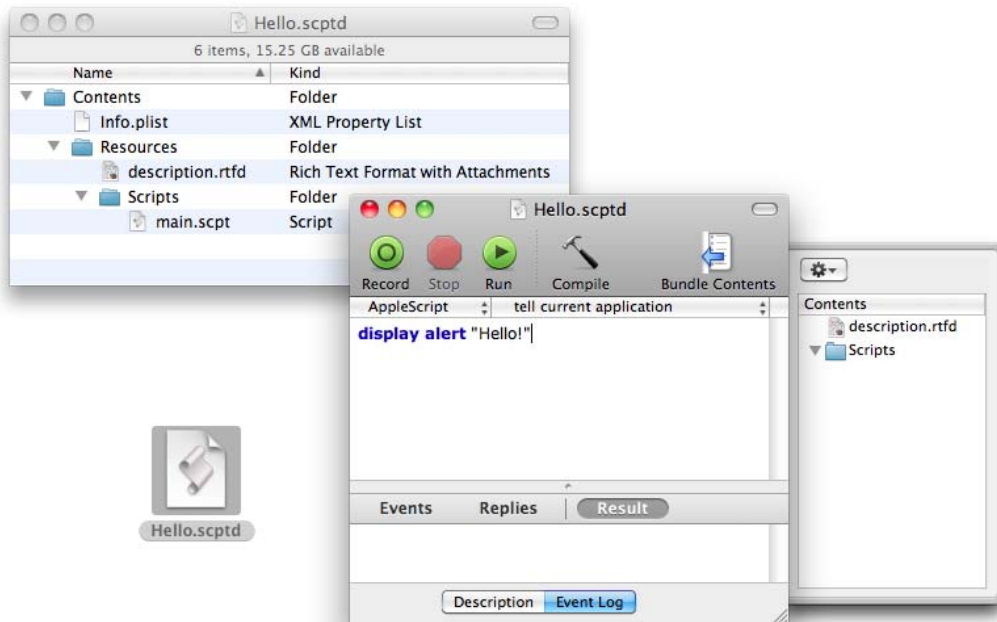 Hello.scptd
6 items, 15.25 GB available
Name Kind
Contents Folder
Info.plist XML Property List
Resources Folder
description.rtfd Rich Text Format with Attachments
Scripts Folder
main.scpt Script
Hello.scptd
Record Stop Run Compile Bundle Contents
AppleScript tell current application
display alert "Hello!"
Events Replies Result
Description Event Log
Contents
description.rtfd
Scripts
Hello.scptd